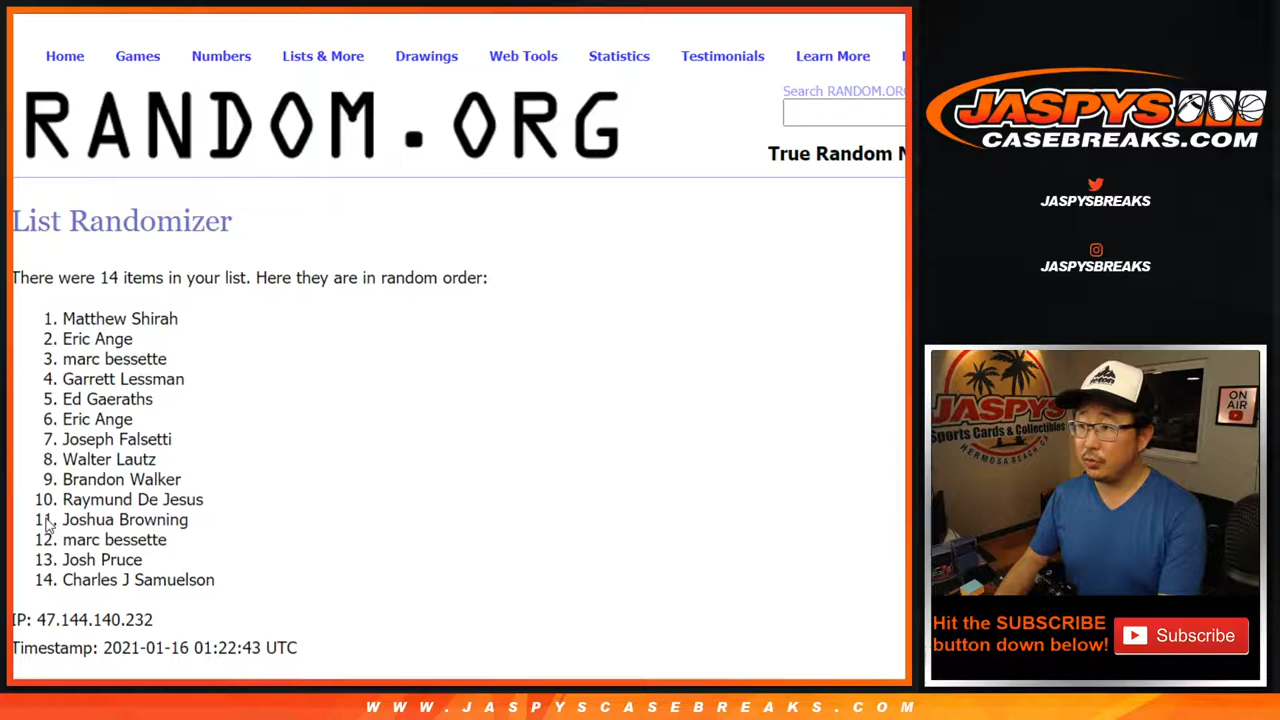 Home Games Numbers Lists & More Drawings Web Tools Statistics Testimonials Learn More
Search RANDOM.ORG
RANDOM.ORG
True Random
List Randomizer
There were 14 items in your list. Here they are in random order:
1. Matthew Shirah
2. Eric Ange
3. marc bessette
4. Garrett Lessman
5. Ed Gaeraths
6. Eric Ange
7. Joseph Falsetti
8. Walter Lautz
9. Brandon Walker
10. Raymund De Jesus
11. Joshua Browning
12. marc bessette
13. Josh Pruce
14. Charles J Samuelson
IP: 47.144.140.232
Timestamp: 2021-01-16 01:22:43 UTC
JASPYS
CASEBREAKS.COM
JASPYSBREAKS
JASPYSBREAKS
JASPYS
Sports Cards & Collectibles
HERMOSA BEACH CA
ON
AIR
Hit the SUBSCRIBE
button down below!
Subscribe
WWW.JASPYSCASEBREAKS.COM